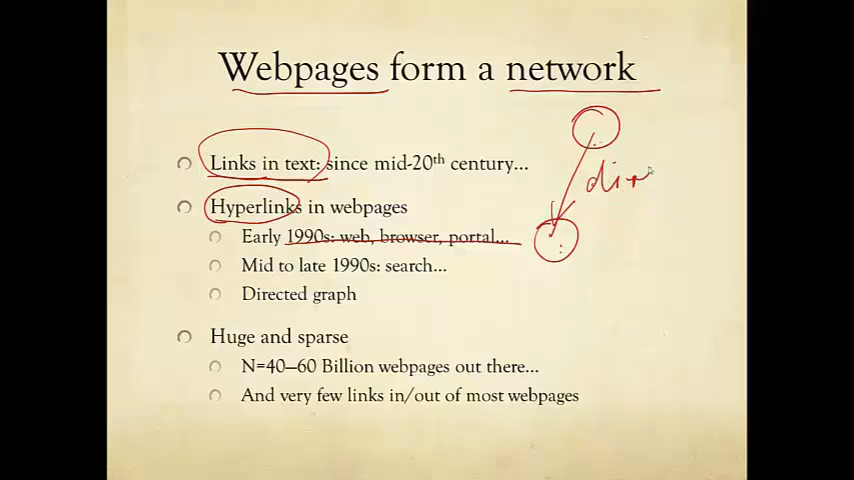 Webpages form a network
Links in text: since mid-20th century...
Hyperlinks in webpages
Early 1990s: web, browser, portal...
Mid to late 1990s: search...
Directed graph
Huge and sparse
N=40–60 Billion webpages out there...
And very few links in/out of most webpages
dir